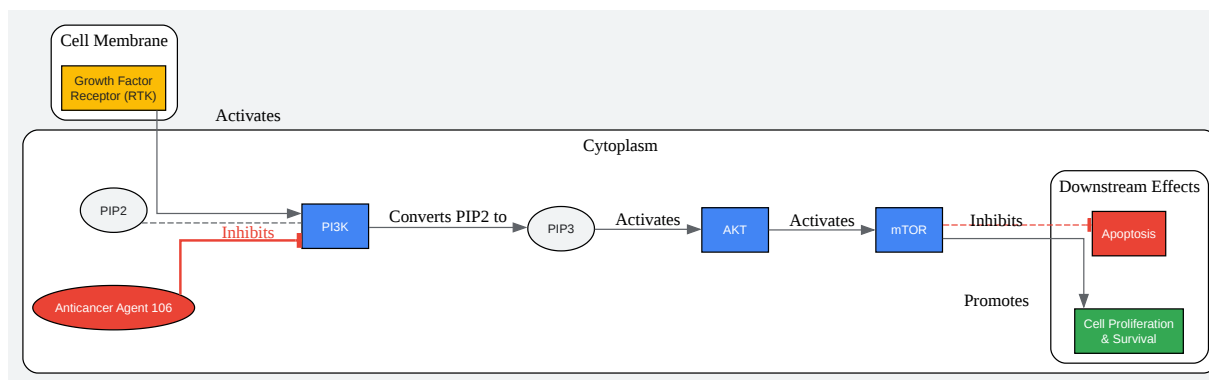 Cell Membrane
Growth Factor
Receptor (RTK)
Activates
Cytoplasm
Downstream Effects
PIP2
Inhibits
PI3K
Converts PIP2 to
PIP3
Activates
AKT
Activates
mTOR
Inhibits
Apoptosis
Anticancer Agent 106
Promotes
Cell Proliferation
& Survival